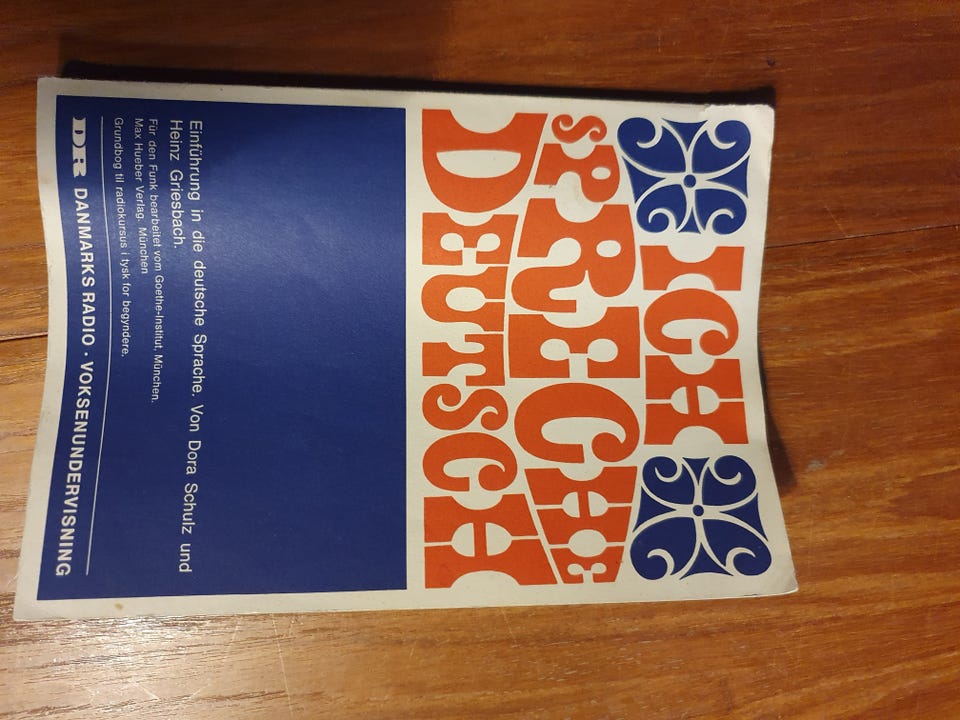 ICH
SPRECHE
DEUTSCH
Einführung in die deutsche Sprache. Von Dora Schulz und
Heinz Griesbach.
Für den Funk bearbeitet vom Goethe-Institut, München.
Max Hueber Verlag. München
Grundbog til radiokursus i tysk for begyndere.
DR DANMARKS RADIO · VOKSENUNDERVISNING